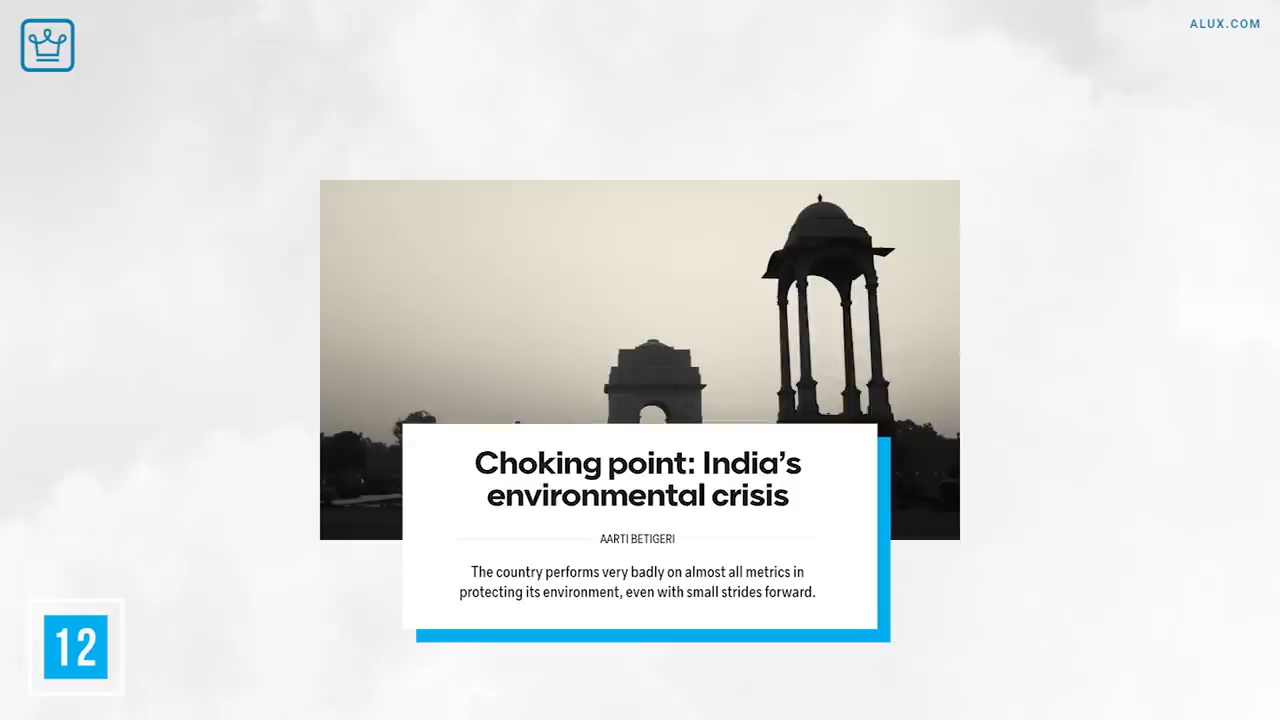 ALUX.COM
Choking point: India's
environmental crisis
AARTI BETIGERI
The country performs very badly on almost all metrics in
protecting its environment, even with small strides forward.
12